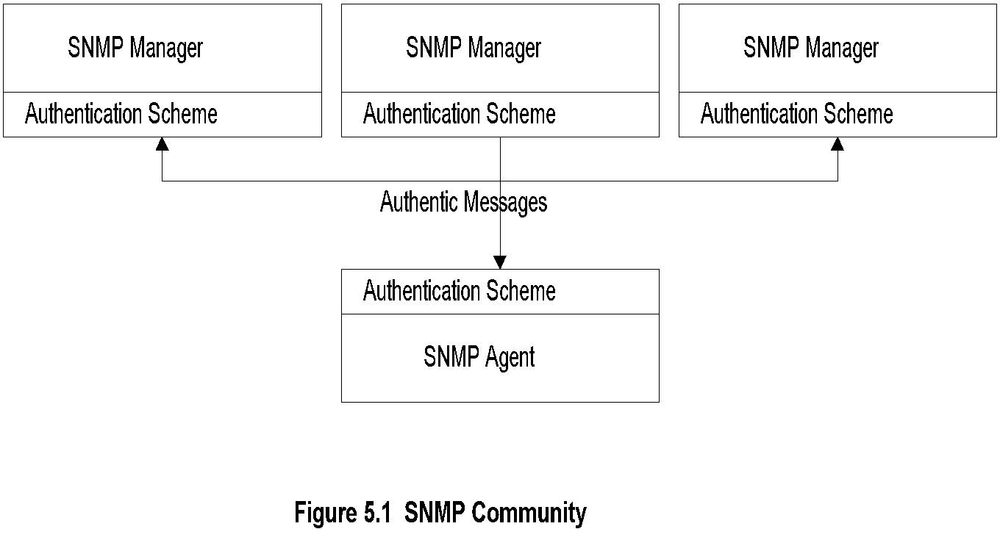 SNMP Manager
SNMP Manager
SNMP Manager
Authentication Scheme
Authentication Scheme
Authentication Scheme
Authentic Messages
Authentication Scheme
SNMP Agent
Figure 5.1 SNMP Community